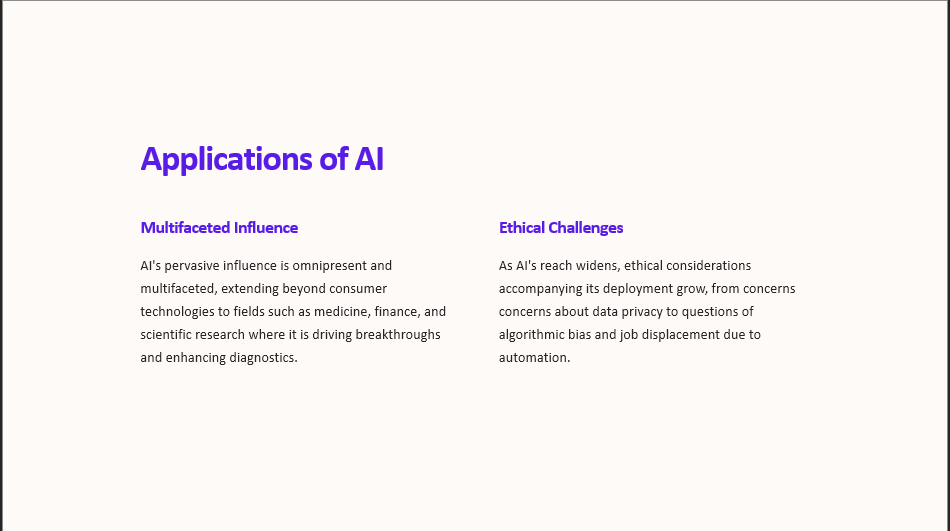 Applications of AI
Multifaceted Influence
AI's pervasive influence is omnipresent and
multifaceted, extending beyond consumer
technologies to fields such as medicine, finance, and
scientific research where it is driving breakthroughs
and enhancing diagnostics.
Ethical Challenges
As AI's reach widens, ethical considerations
accompanying its deployment grow, from concerns
concerns about data privacy to questions of
algorithmic bias and job displacement due to
automation.